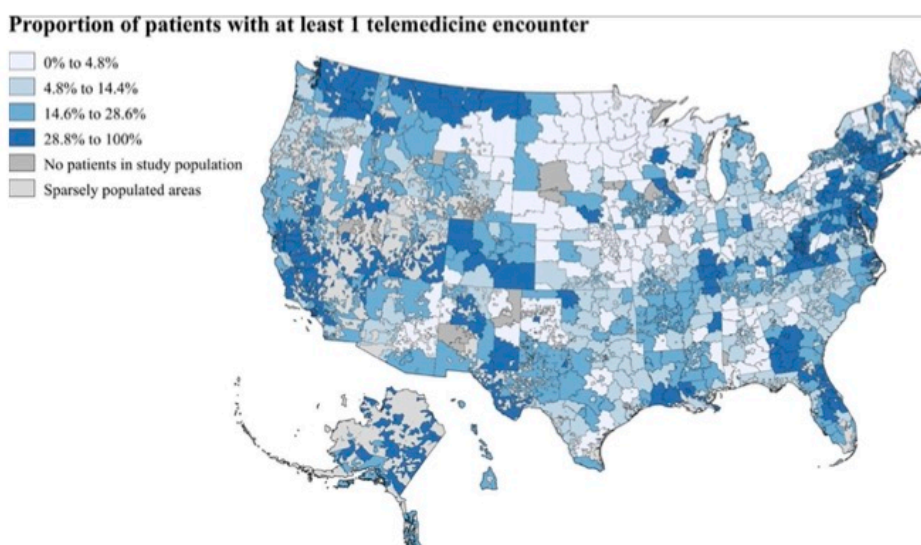 Proportion of patients with at least 1 telemedicine encounter
0% to 4.8%
4.8% to 14.4%
14.6% to 28.6%
28.8% to 100%
No patients in study population
Sparsely populated areas